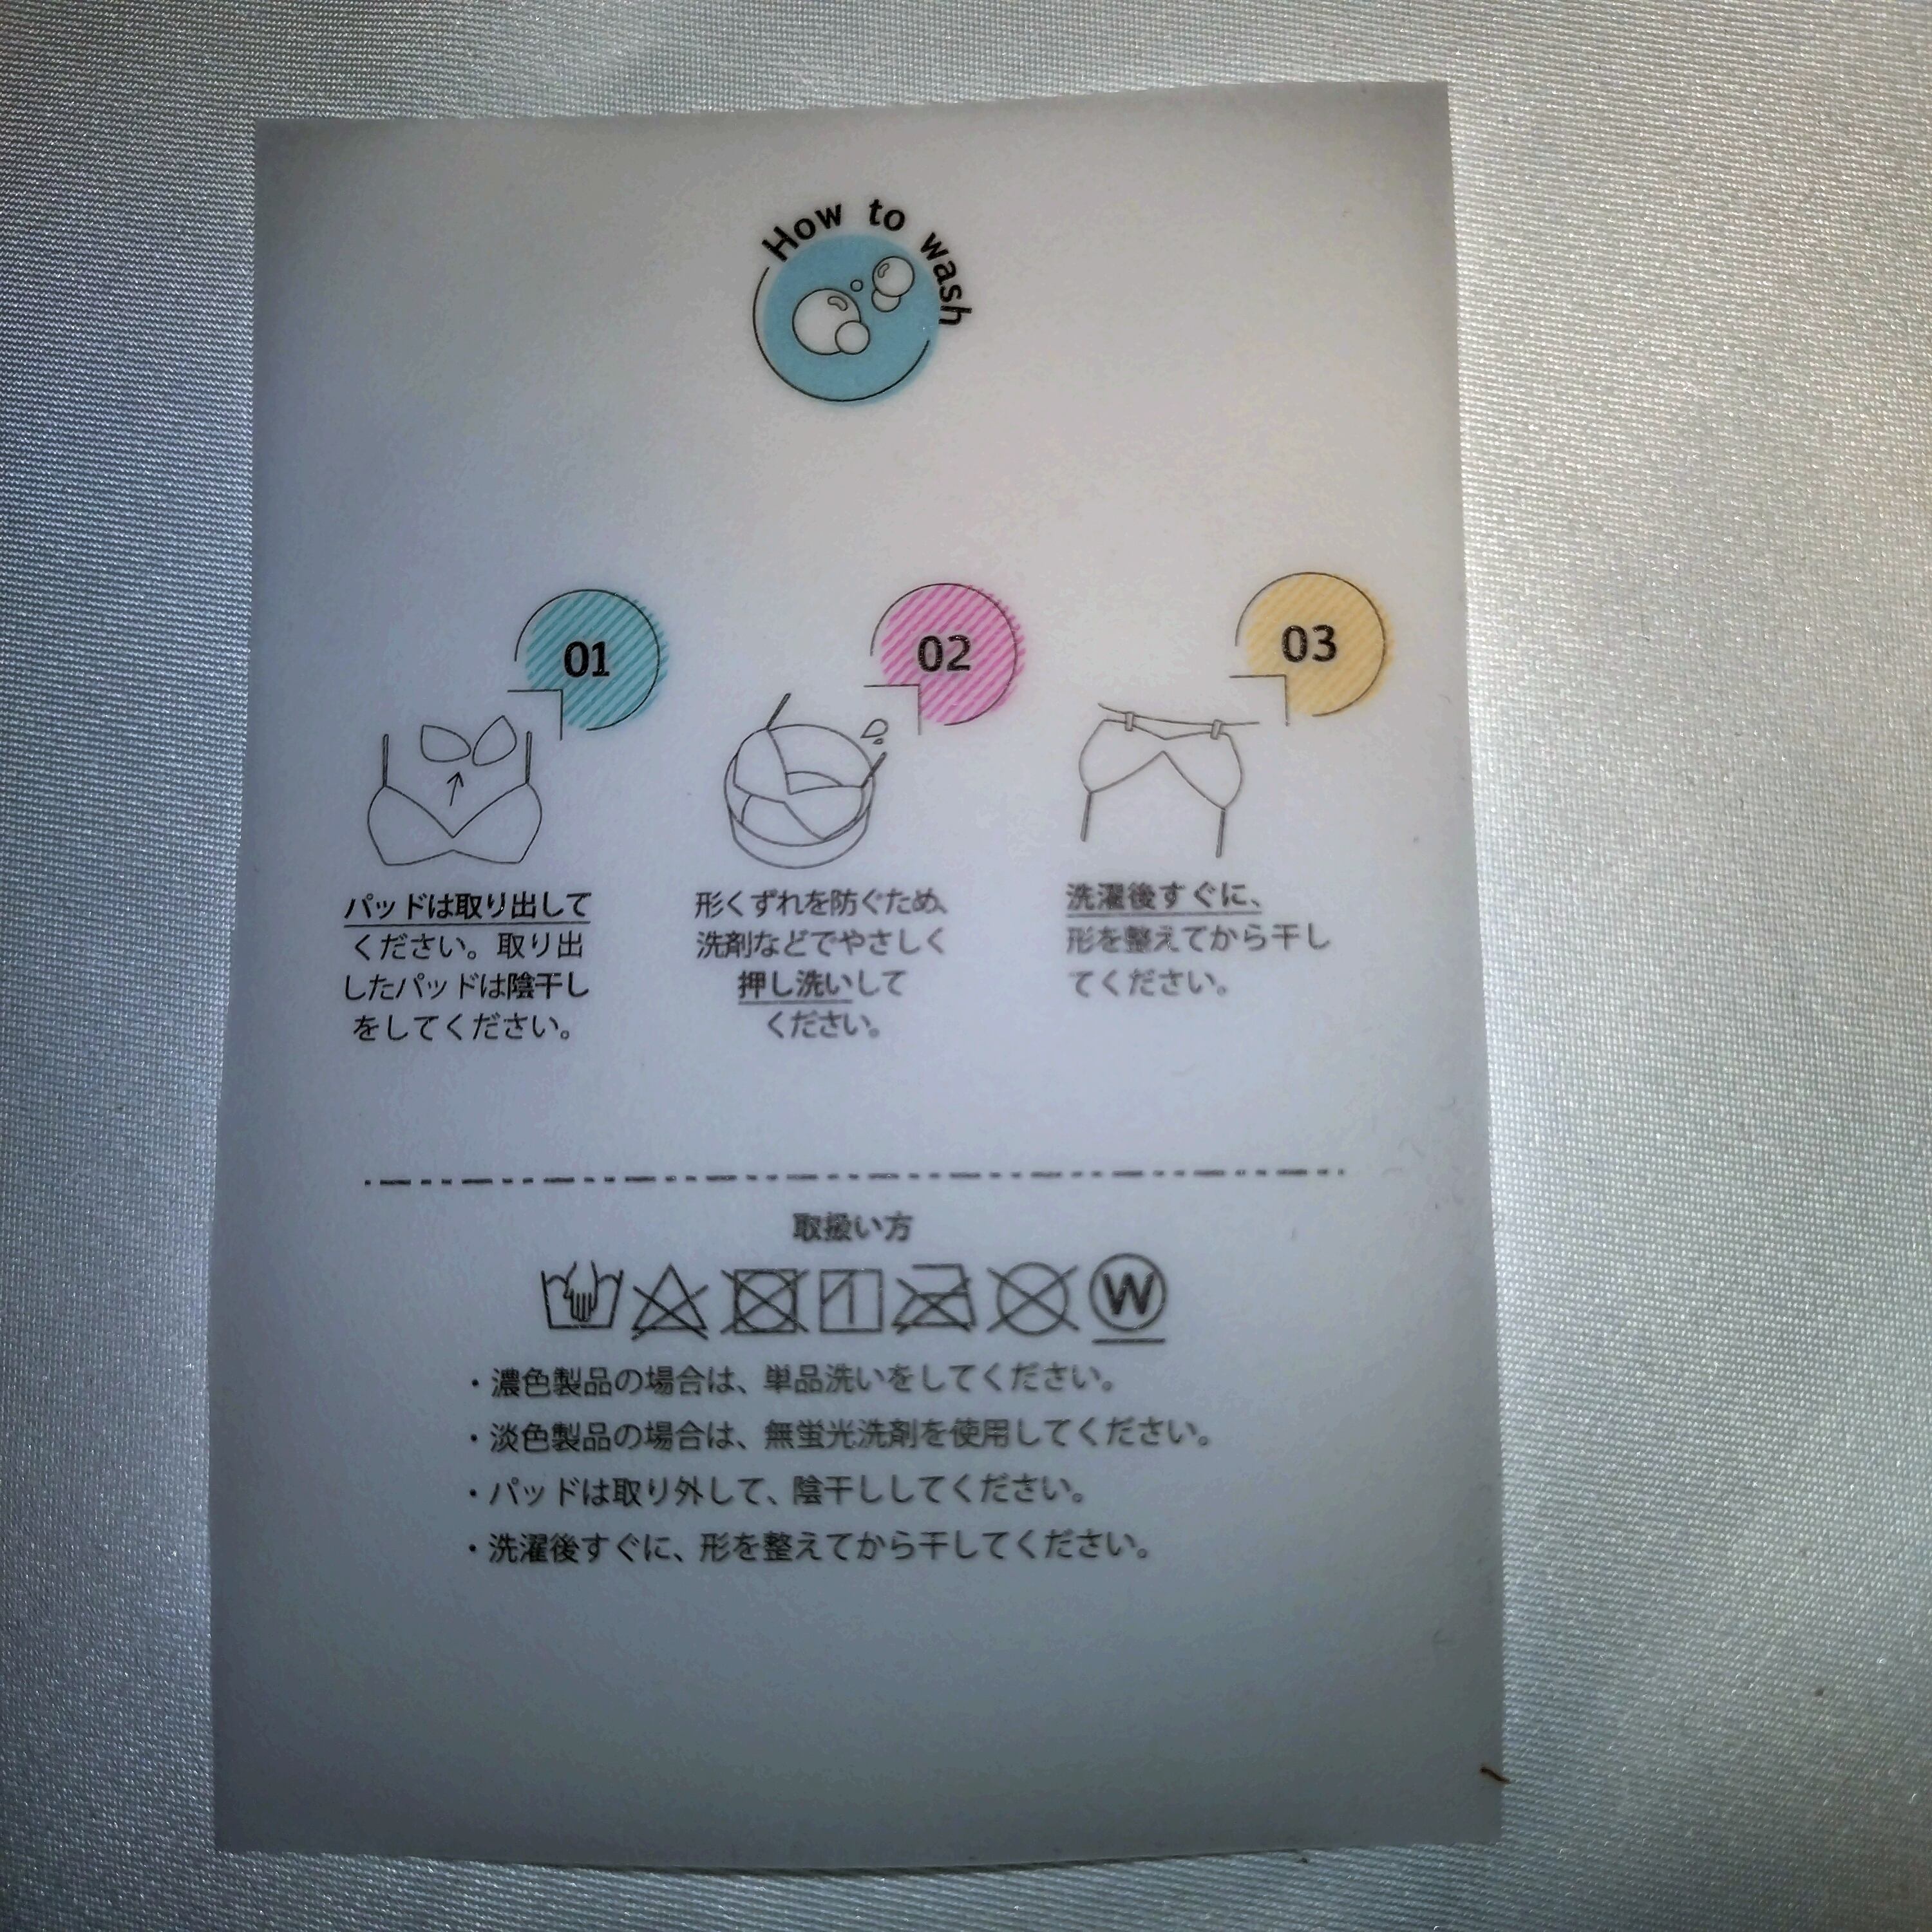 How to wash
01
02
03
パッドは取り出して
ください。取り出
したパッドは陰干し
をしてください。
形くずれを防ぐため、
洗剤などでやさしく
押し洗いして
ください。
洗濯後すぐに、
形を整えてから干し
てください。
取扱い方
W
・濃色製品の場合は、単品洗いをしてください。
・淡色製品の場合は、無蛍光洗剤を使用してください。
・パッドは取り外して、陰干ししてください。
・洗濯後すぐに、形を整えてから干してください。